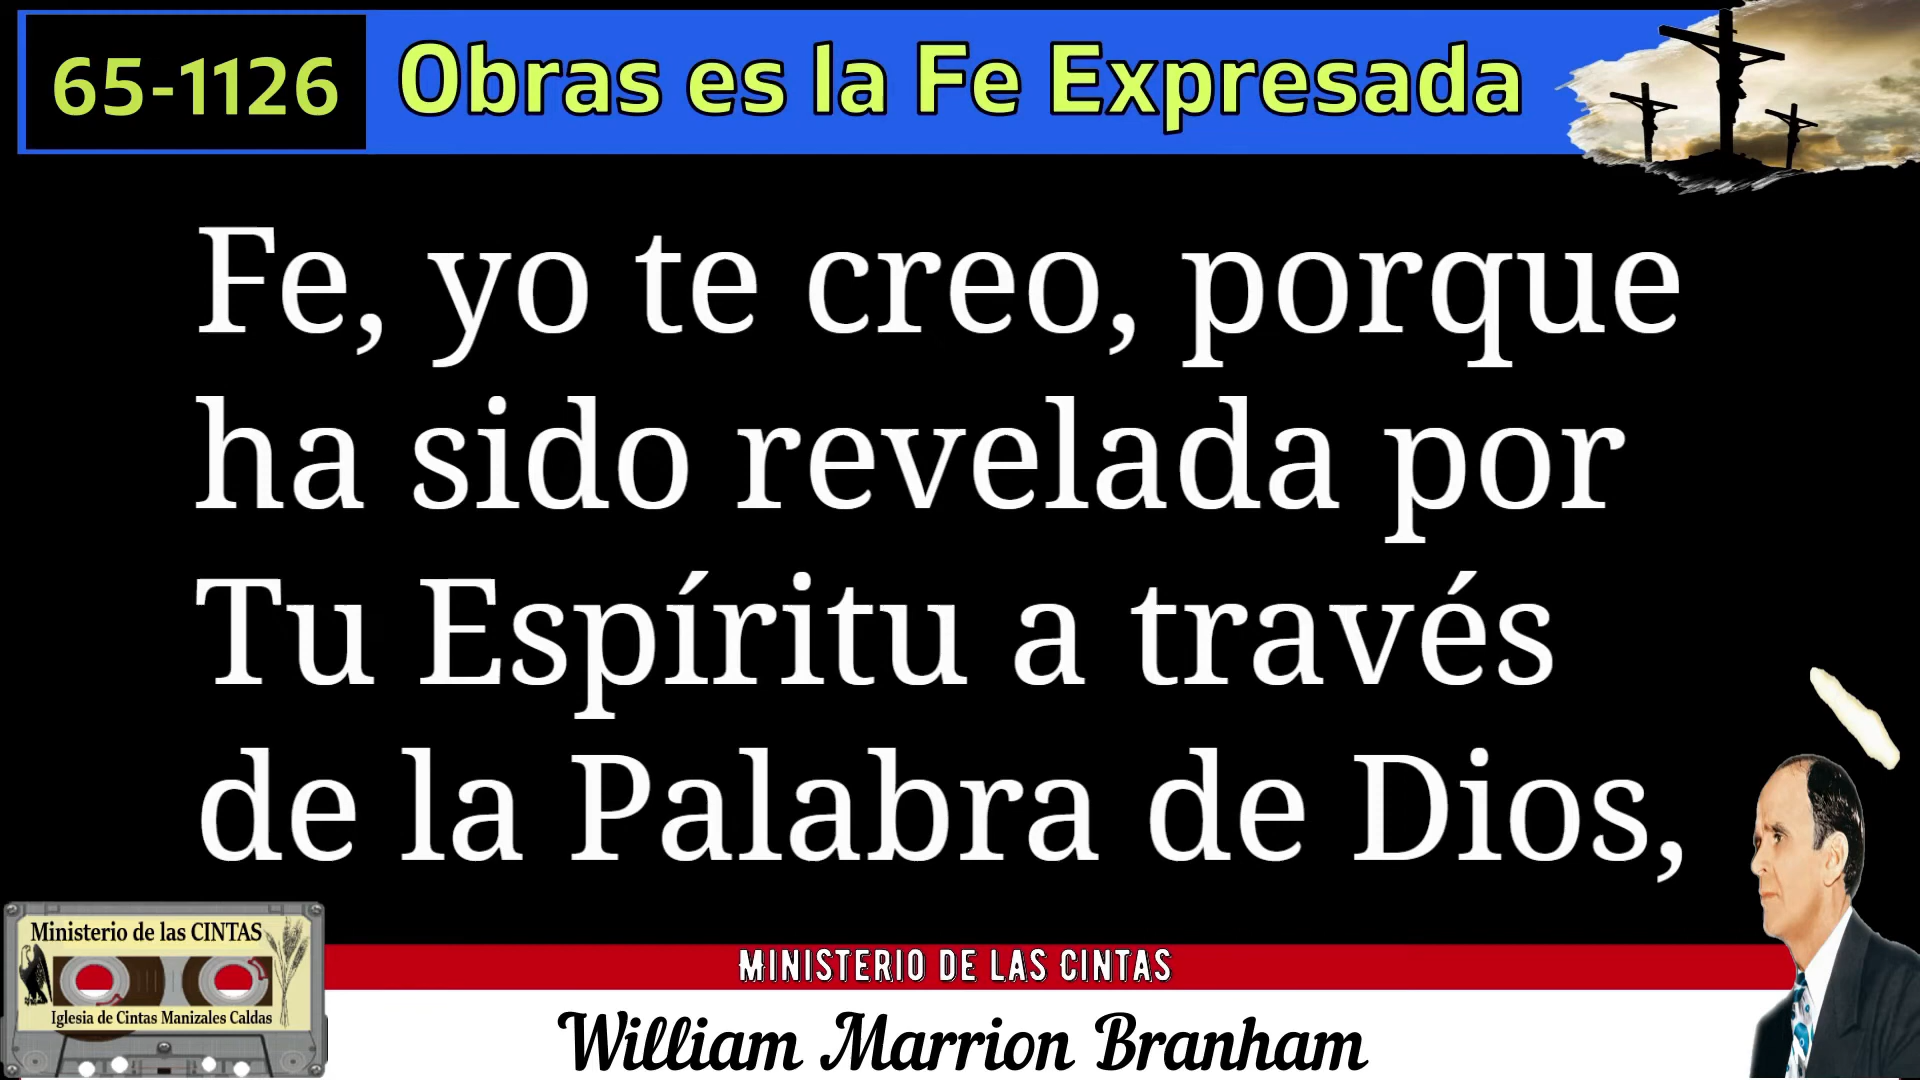 65-1126
Obras es la Fe Expresada
Fe, yo te creo, porque
ha sido revelada por
Tu Espíritu a través
de la Palabra de Dios,
Ministerio de las CINTAS
Iglesia de Cintas Manizales Caldas
MINISTERIO DE LAS CINTAS
William Marrion Branham